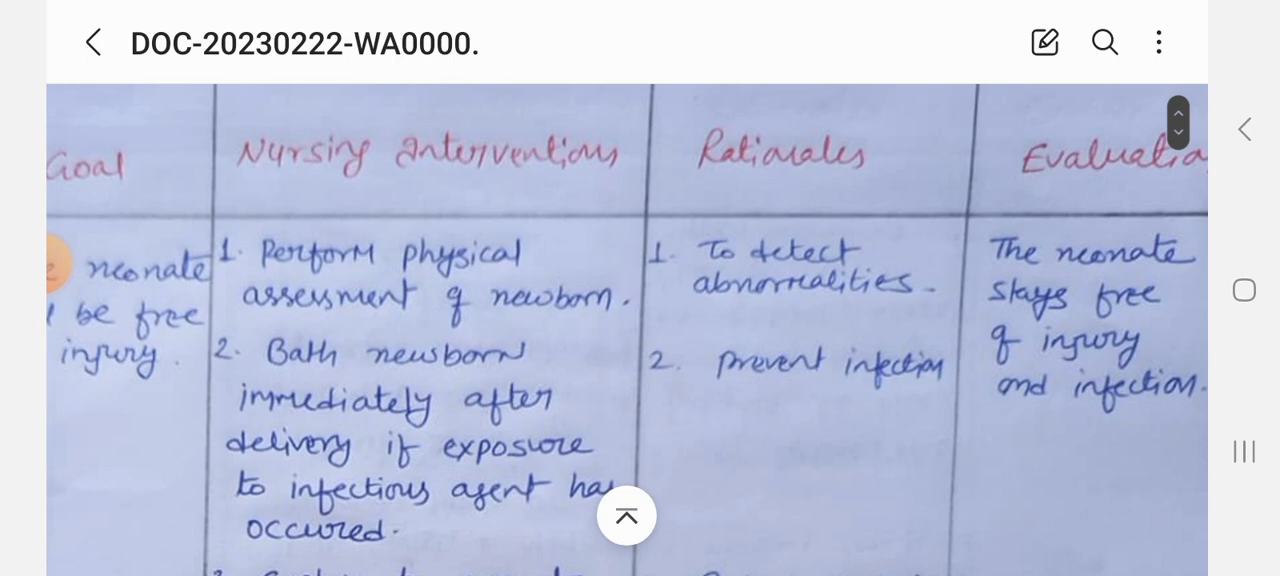 DOC-20230222-WA0000.
Goal
Nursing Interventions
Rationales
Evaluatio
neonate
be free
injury.
1. Perform physical
assessment of newborn.
2. Bath newborn
immediately after
delivery if exposure
to infectious agent has
occured.
1. To detect
abnormalities.
2. prevent infection
The neonate
stays free
of injury
and infection.